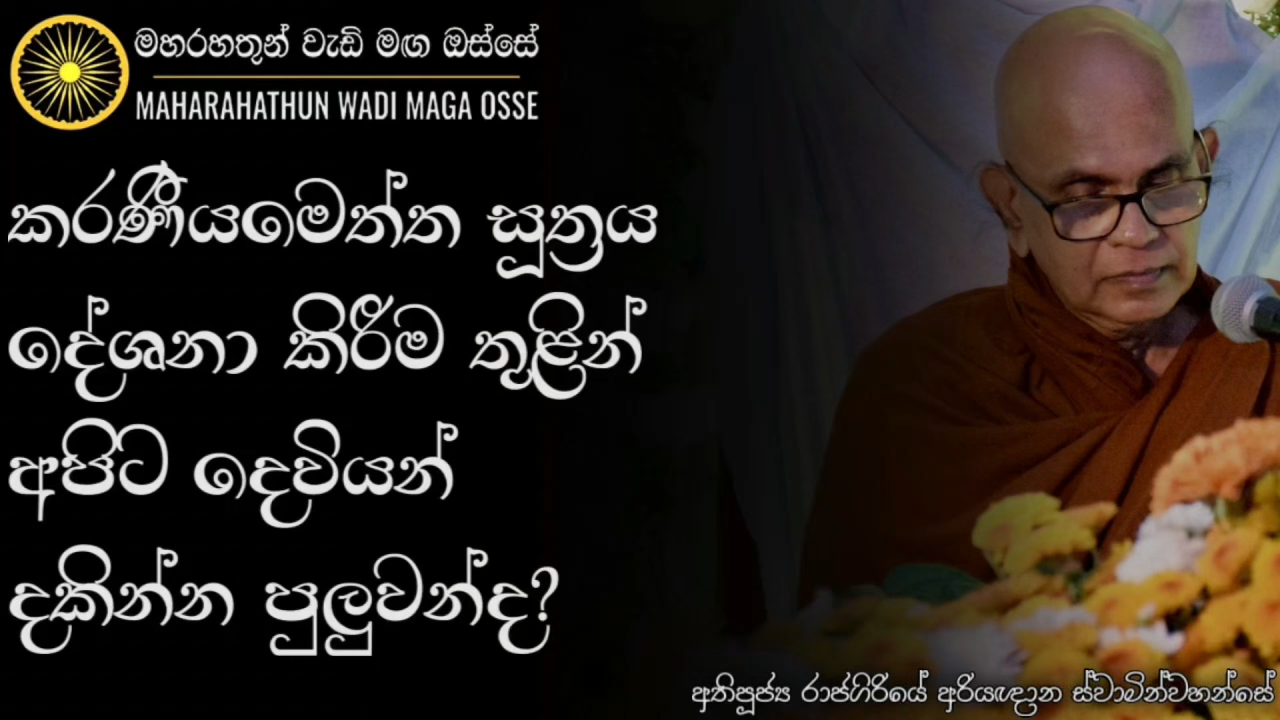 මහරහතුන් වැඩි මඟ ඔස්සේ
MAHARAHATHUN WADI MAGA OSSE
කරණීයමෙත්ත සූත්‍රය
දේශනා කිරීම තුළින්
අපිට දෙවියන්
දකින්න පුලුවන්ද?
අතිපූජ්‍ය රාජගිරියේ අරියඥාන ස්වාමින්වහන්සේ